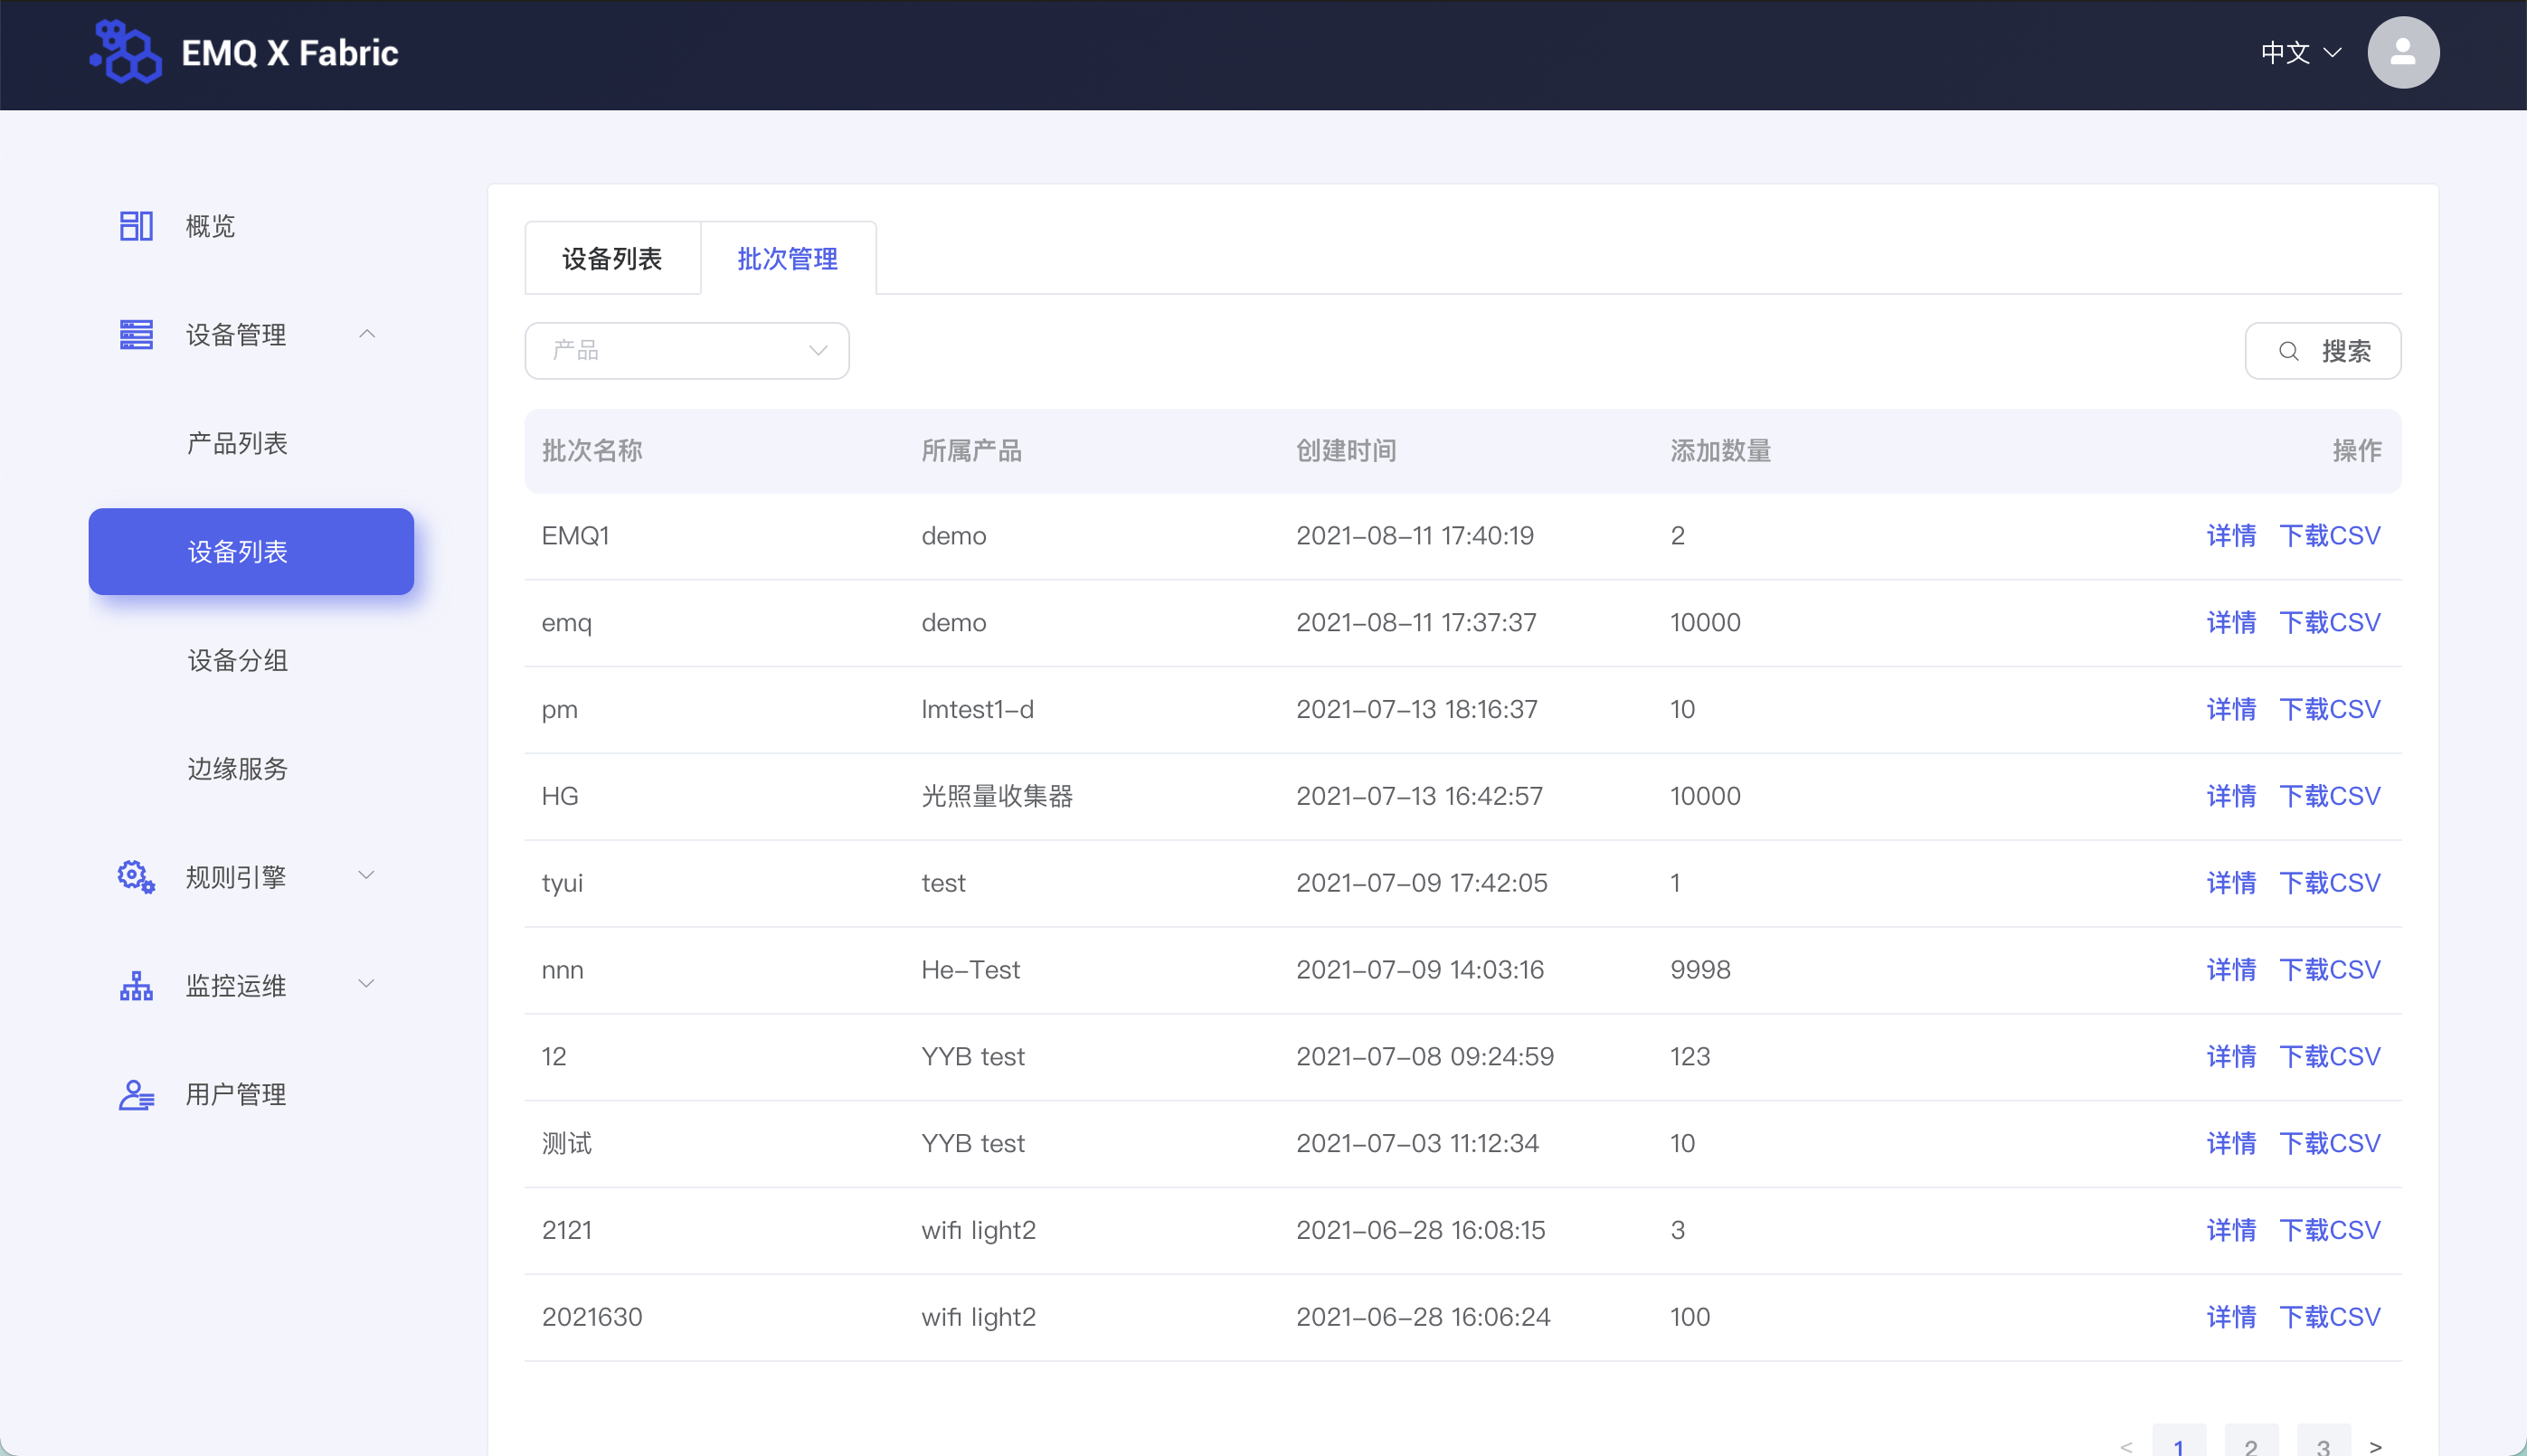 EMQ X Fabric
中文
概览
设备管理
产品列表
设备列表
设备分组
边缘服务
规则引擎
监控运维
用户管理
设备列表 批次管理
产品
搜索
批次名称 所属产品 创建时间 添加数量 操作
EMQ1 demo 2021-08-11 17:40:19 2 详情 下载CSV
emq demo 2021-08-11 17:37:37 10000 详情 下载CSV
pm lmtest1-d 2021-07-13 18:16:37 10 详情 下载CSV
HG 光照量收集器 2021-07-13 16:42:57 10000 详情 下载CSV
tyui test 2021-07-09 17:42:05 1 详情 下载CSV
nnn He-Test 2021-07-09 14:03:16 9998 详情 下载CSV
12 YYB test 2021-07-08 09:24:59 123 详情 下载CSV
测试 YYB test 2021-07-03 11:12:34 10 详情 下载CSV
2121 wifi light2 2021-06-28 16:08:15 3 详情 下载CSV
2021630 wifi light2 2021-06-28 16:06:24 100 详情 下载CSV
< 1 2 3 >